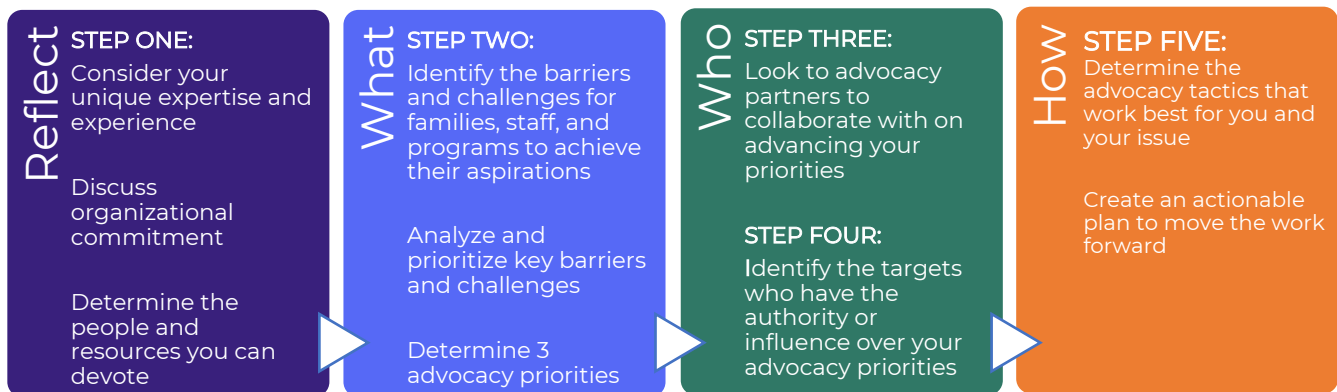 Reflect
STEP ONE:
Consider your
unique expertise and
experience
Discuss
organizational
commitment
Determine the
people and
resources you can
devote
What
STEP TWO:
Identify the barriers
and challenges for
families, staff, and
programs to achieve
their aspirations
Analyze and
prioritize key barriers
and challenges
Determine 3
advocacy priorities
Who
STEP THREE:
Look to advocacy
partners to
collaborate with on
advancing your
priorities
STEP FOUR:
Identify the targets
who have the
authority or
influence over your
advocacy priorities
How
STEP FIVE:
Determine the
advocacy tactics that
work best for you and
your issue
Create an actionable
plan to move the work
forward